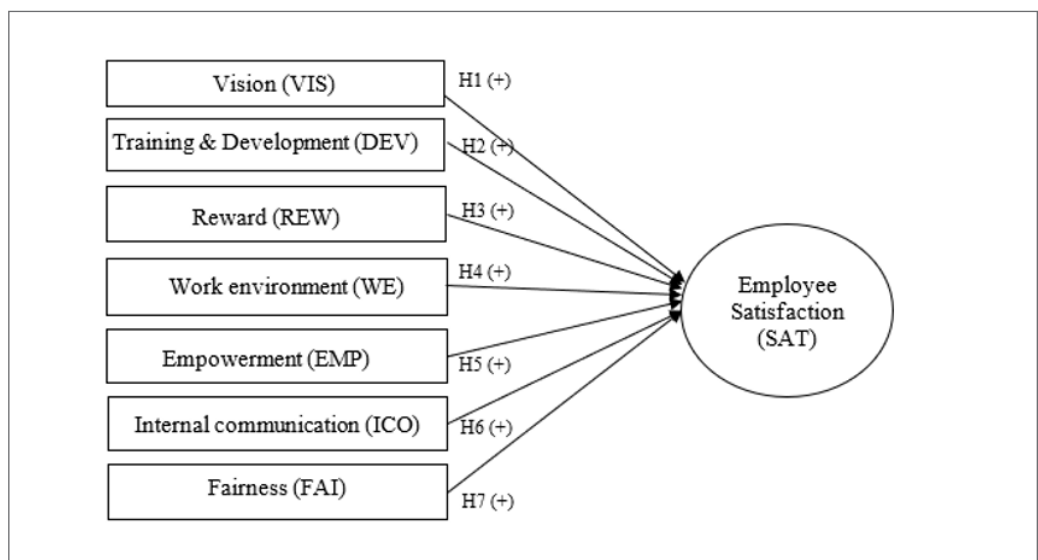 Vision (VIS)
H1 (+)
Training & Development (DEV)
H2 (+)
Reward (REW)
H3 (+)
Work environment (WE)
H4 (+)
Employee
Satisfaction
(SAT)
Empowerment (EMP)
H5 (+)
Internal communication (ICO)
H6 (+)
Fairness (FAI)
H7 (+)